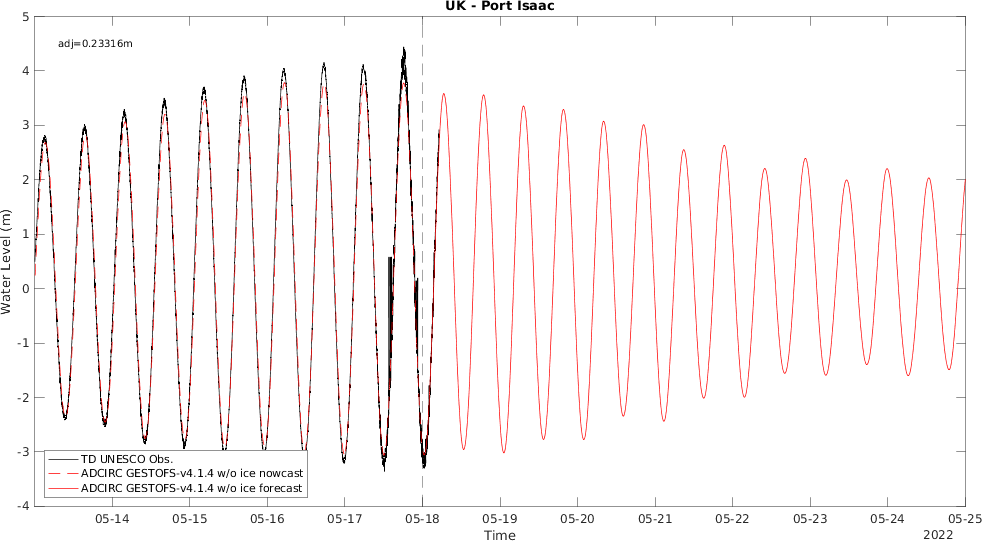 UK - Port Isaac
adj=0.23316m
Water Level (m)
5
4
3
2
1
0
-1
-2
-3
-4
TD UNESCO Obs.
ADCIRC GESTOFS-v4.1.4 w/o ice nowcast
ADCIRC GESTOFS-v4.1.4 w/o ice forecast
05-14 05-15 05-16 05-17 05-18 05-19 05-20 05-21 05-22 05-23 05-24 05-25
Time
2022